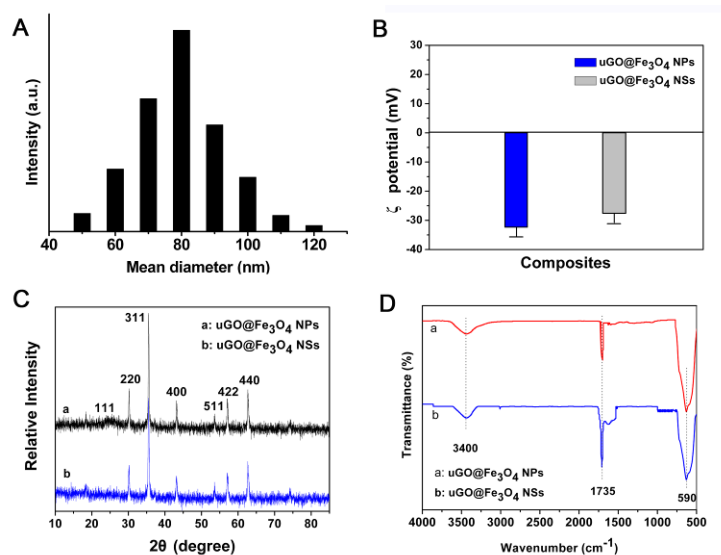 A
Intensity (a.u.)
40 60 80 100 120
Mean diameter (nm)
B
uGO@Fe₃O₄ NPs
uGO@Fe₃O₄ NSs
ζ potential (mV)
30
20
10
0
-10
-20
-30
-40
Composites
C
311
a: uGO@Fe₃O₄ NPs
b: uGO@Fe₃O₄ NSs
220
400
422
440
511
111
a
b
Relative Intensity
10 20 30 40 50 60 70 80
2θ (degree)
D
a
b
Transmittance (%)
3400
1735
590
a: uGO@Fe₃O₄ NPs
b: uGO@Fe₃O₄ NSs
4000 3500 3000 2500 2000 1500 1000 500
Wavenumber (cm⁻¹)